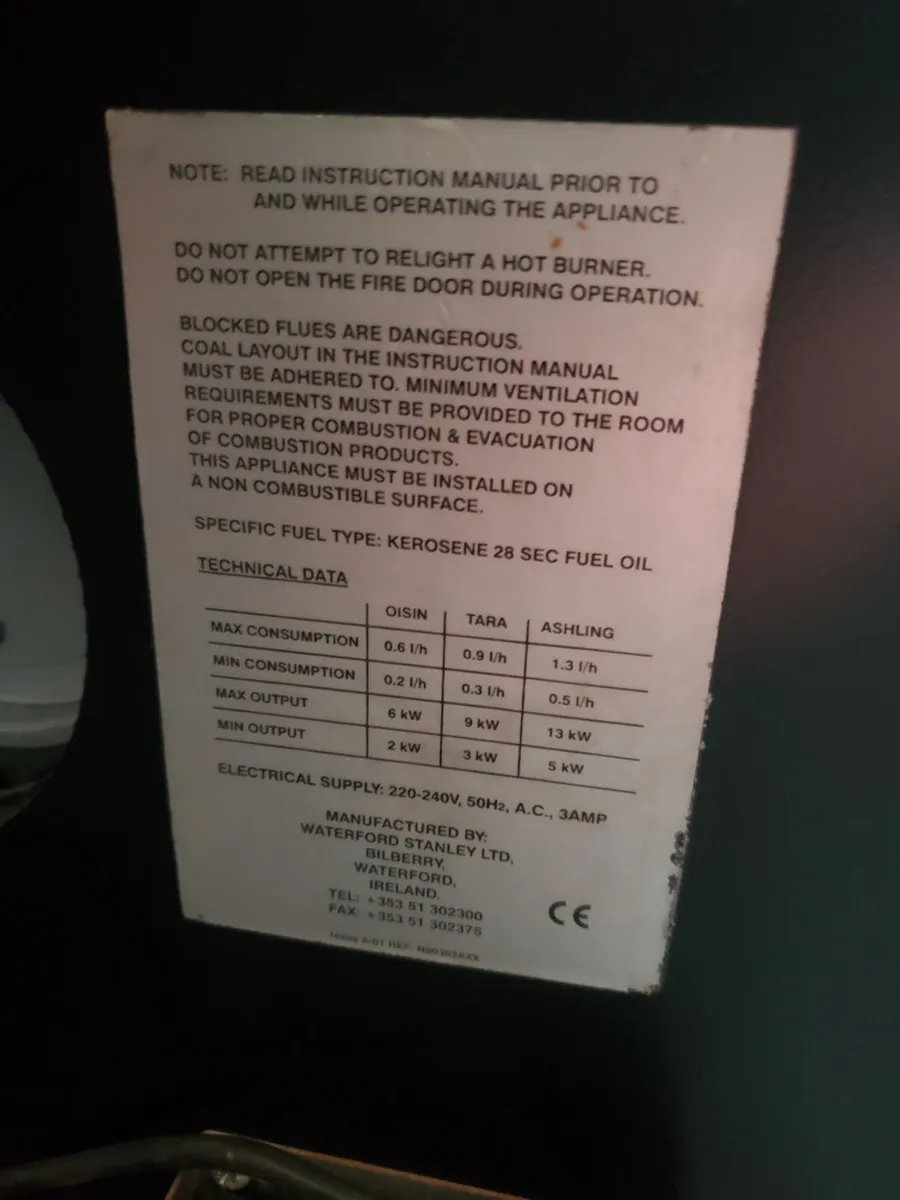 NOTE: READ INSTRUCTION MANUAL PRIOR TO
AND WHILE OPERATING THE APPLIANCE.
DO NOT ATTEMPT TO RELIGHT A HOT BURNER.
DO NOT OPEN THE FIRE DOOR DURING OPERATION.
BLOCKED FLUES ARE DANGEROUS.
COAL LAYOUT IN THE INSTRUCTION MANUAL
MUST BE ADHERED TO. MINIMUM VENTILATION
REQUIREMENTS MUST BE PROVIDED TO THE ROOM
FOR PROPER COMBUSTION & EVACUATION
OF COMBUSTION PRODUCTS.
THIS APPLIANCE MUST BE INSTALLED ON
A NON COMBUSTIBLE SURFACE.
SPECIFIC FUEL TYPE: KEROSENE 28 SEC FUEL OIL
TECHNICAL DATA
OISIN TARA ASHLING
MAX CONSUMPTION 0.6 l/h 0.9 l/h 1.3 l/h
MIN CONSUMPTION 0.2 l/h 0.3 l/h 0.5 l/h
MAX OUTPUT 6 kW 9 kW 13 kW
MIN OUTPUT 2 kW 3 kW 5 kW
ELECTRICAL SUPPLY: 220-240V, 50Hz, A.C., 3AMP
MANUFACTURED BY:
WATERFORD STANLEY LTD,
BILBERRY,
WATERFORD,
IRELAND.
TEL: +353 51 302300
FAX: +353 51 302375
CE
REF: